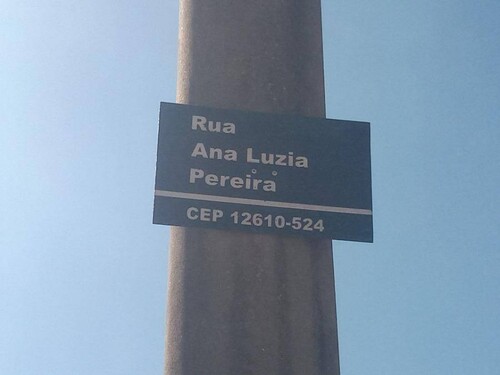 Rua
Ana Luzia
Pereira
CEP 12610-524